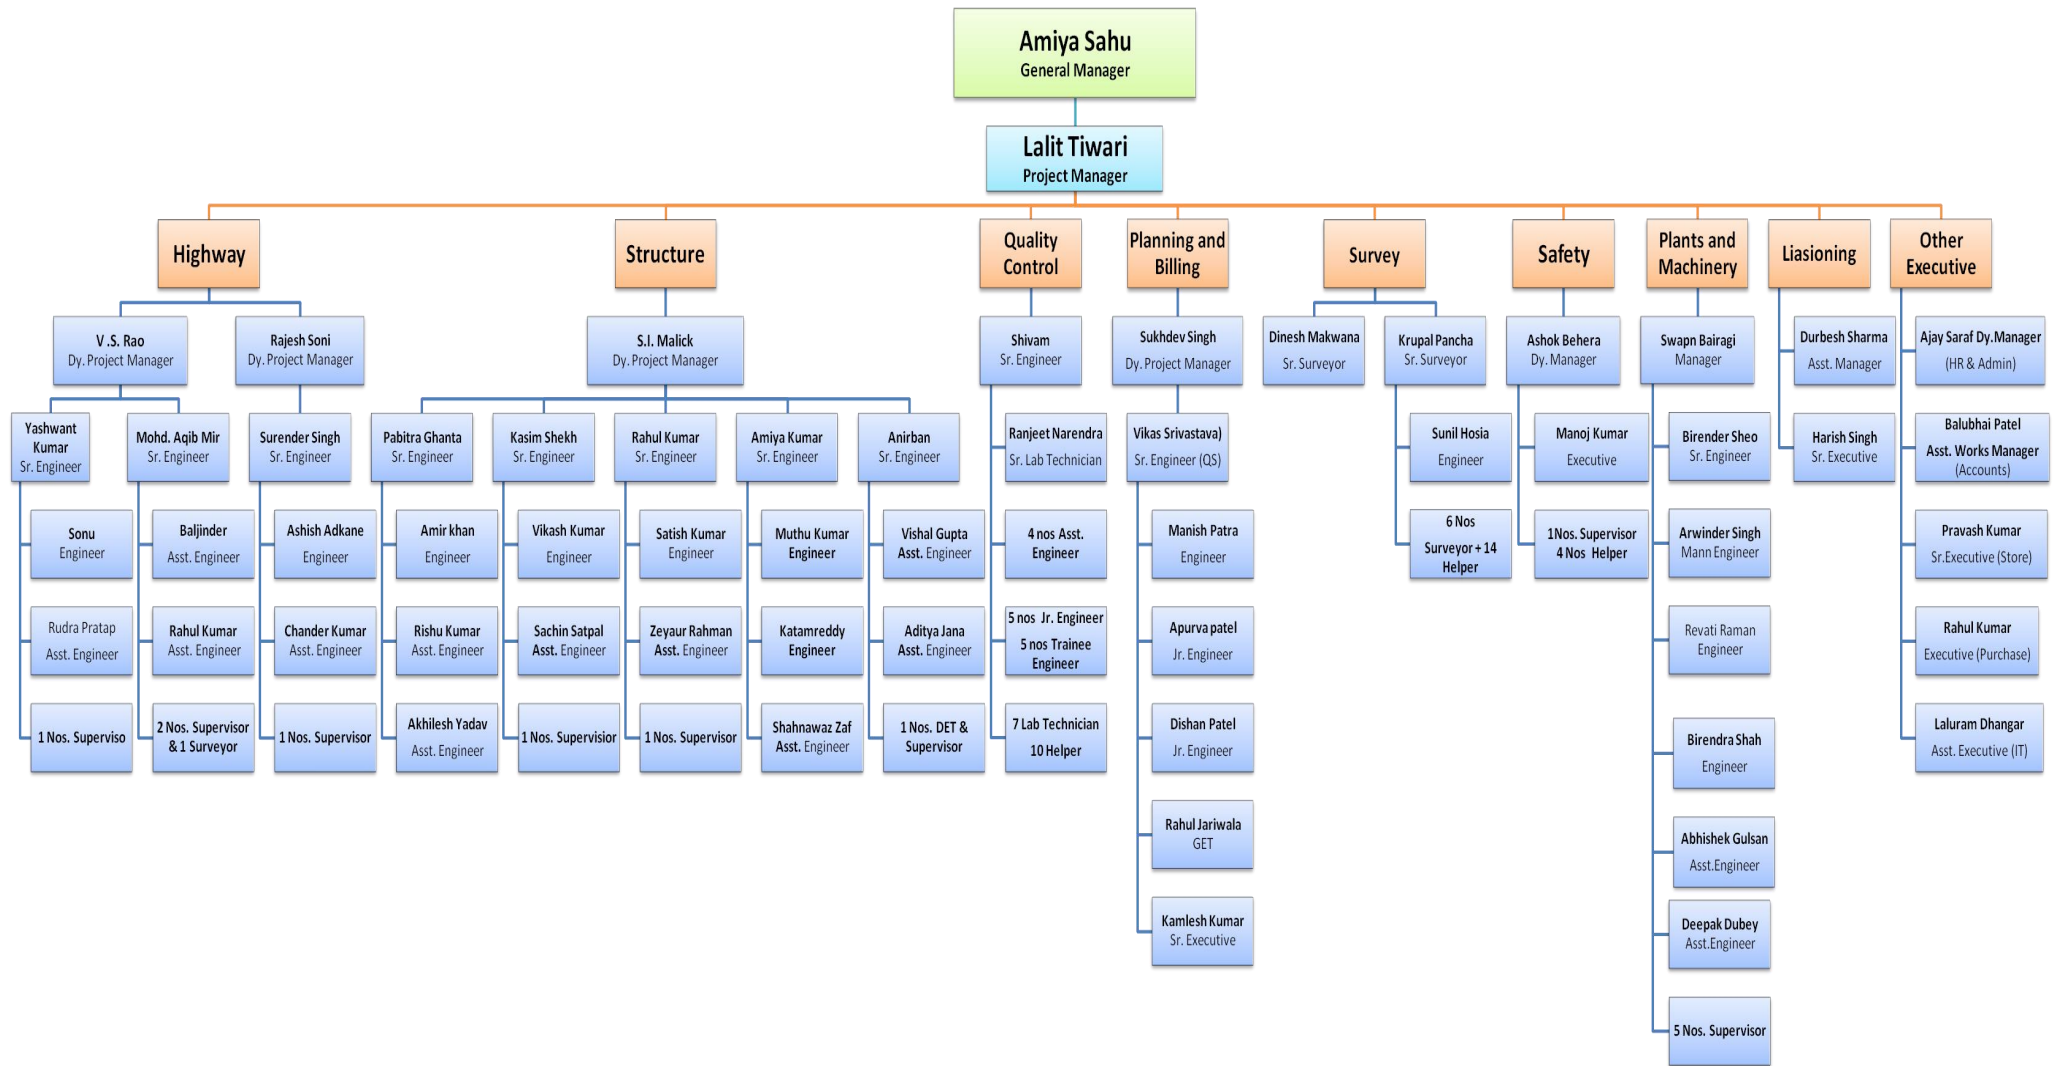 Amiya Sahu
General Manager
Lalit Tiwari
Project Manager
Highway
Structure
Quality
Control
Planning and
Billing
Survey
Safety
Plants and
Machinery
Liasioning
Other
Executive
V .S. Rao
Dy. Project Manager
Rajesh Soni
Dy. Project Manager
S.I. Malick
Dy. Project Manager
Shivam
Sr. Engineer
Sukhdev Singh
Dy. Project Manager
Dinesh Makwana
Sr. Surveyor
Krupal Pancha
Sr. Surveyor
Ashok Behera
Dy. Manager
Swapn Bairagi
Manager
Durbesh Sharma
Asst. Manager
Ajay Saraf Dy.Manager
(HR & Admin)
Yashwant
Kumar
Sr. Engineer
Mohd. Aqib Mir
Sr. Engineer
Surender Singh
Sr. Engineer
Pabitra Ghanta
Sr. Engineer
Kasim Shekh
Sr. Engineer
Rahul Kumar
Sr. Engineer
Amiya Kumar
Sr. Engineer
Anirban
Sr. Engineer
Ranjeet Narendra
Sr. Lab Technician
Vikas Srivastava)
Sr. Engineer (QS)
Sunil Hosia
Engineer
Manoj Kumar
Executive
Birender Sheo
Sr. Engineer
Harish Singh
Sr. Executive
Balubhai Patel
Asst. Works Manager
(Accounts)
Sonu
Engineer
Baljinder
Asst. Engineer
Ashish Adkane
Engineer
Amir khan
Engineer
Vikash Kumar
Engineer
Satish Kumar
Engineer
Muthu Kumar
Engineer
Vishal Gupta
Asst. Engineer
4 nos Asst.
Engineer
Manish Patra
Engineer
6 Nos
Surveyor + 14
Helper
1Nos. Supervisor
4 Nos Helper
Arwinder Singh
Mann Engineer
Pravash Kumar
Sr.Executive (Store)
Rudra Pratap
Asst. Engineer
Rahul Kumar
Asst. Engineer
Chander Kumar
Asst. Engineer
Rishu Kumar
Asst. Engineer
Sachin Satpal
Asst. Engineer
Zeyaur Rahman
Asst. Engineer
Katamreddy
Engineer
Aditya Jana
Asst. Engineer
5 nos Jr. Engineer
5 nos Trainee
Engineer
Apurva patel
Jr. Engineer
Revati Raman
Engineer
Rahul Kumar
Executive (Purchase)
1 Nos. Superviso
2 Nos. Supervisor
& 1 Surveyor
1 Nos. Supervisor
Akhilesh Yadav
Asst. Engineer
1 Nos. Supervisior
1 Nos. Supervisor
Shahnawaz Zaf
Asst. Engineer
1 Nos. DET &
Supervisor
7 Lab Technician
10 Helper
Dishan Patel
Jr. Engineer
Birendra Shah
Engineer
Laluram Dhangar
Asst. Executive (IT)
Rahul Jariwala
GET
Abhishek Gulsan
Asst.Engineer
Kamlesh Kumar
Sr. Executive
Deepak Dubey
Asst.Engineer
5 Nos. Supervisor